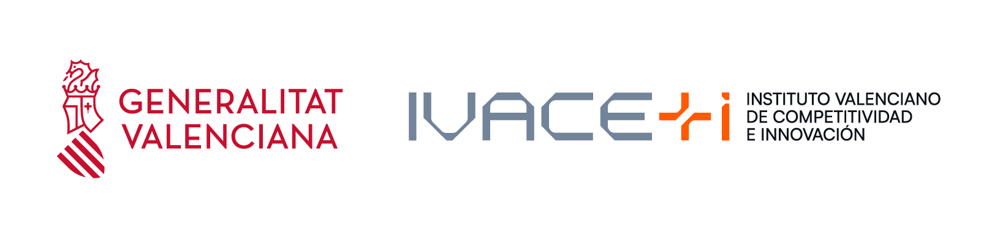 GENERALITAT
VALENCIANA
IVACE+i
INSTITUTO VALENCIANO
DE COMPETITIVIDAD
E INNOVACIÓN